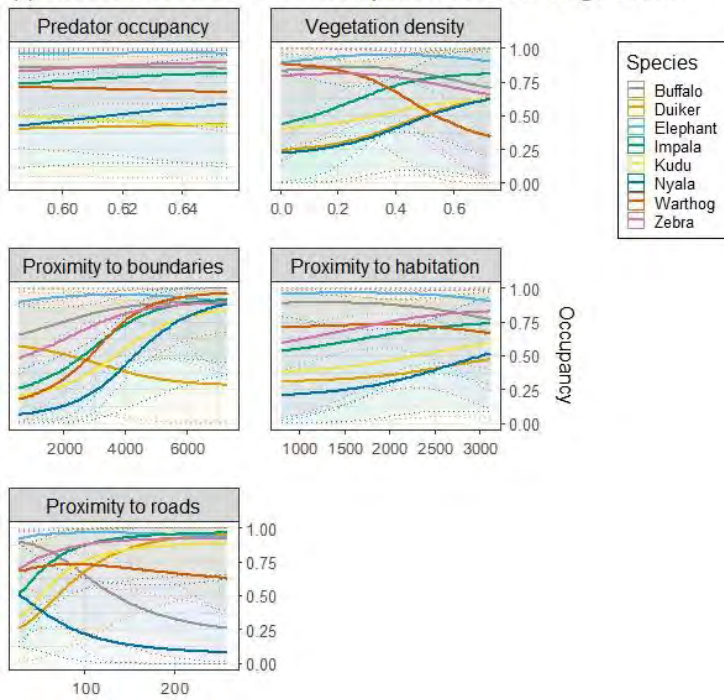 Predator occupancy
Vegetation density
1.00
0.75
0.50
0.25
0.00
0.60 0.62 0.64
0.0 0.2 0.4 0.6
Species
Buffalo
Duiker
Elephant
Impala
Kudu
Nyala
Warthog
Zebra
Proximity to boundaries
Proximity to habitation
1.00
0.75
0.50
0.25
0.00
Occupancy
2000 4000 6000
1000 1500 2000 2500 3000
Proximity to roads
1.00
0.75
0.50
0.25
0.00
100 200